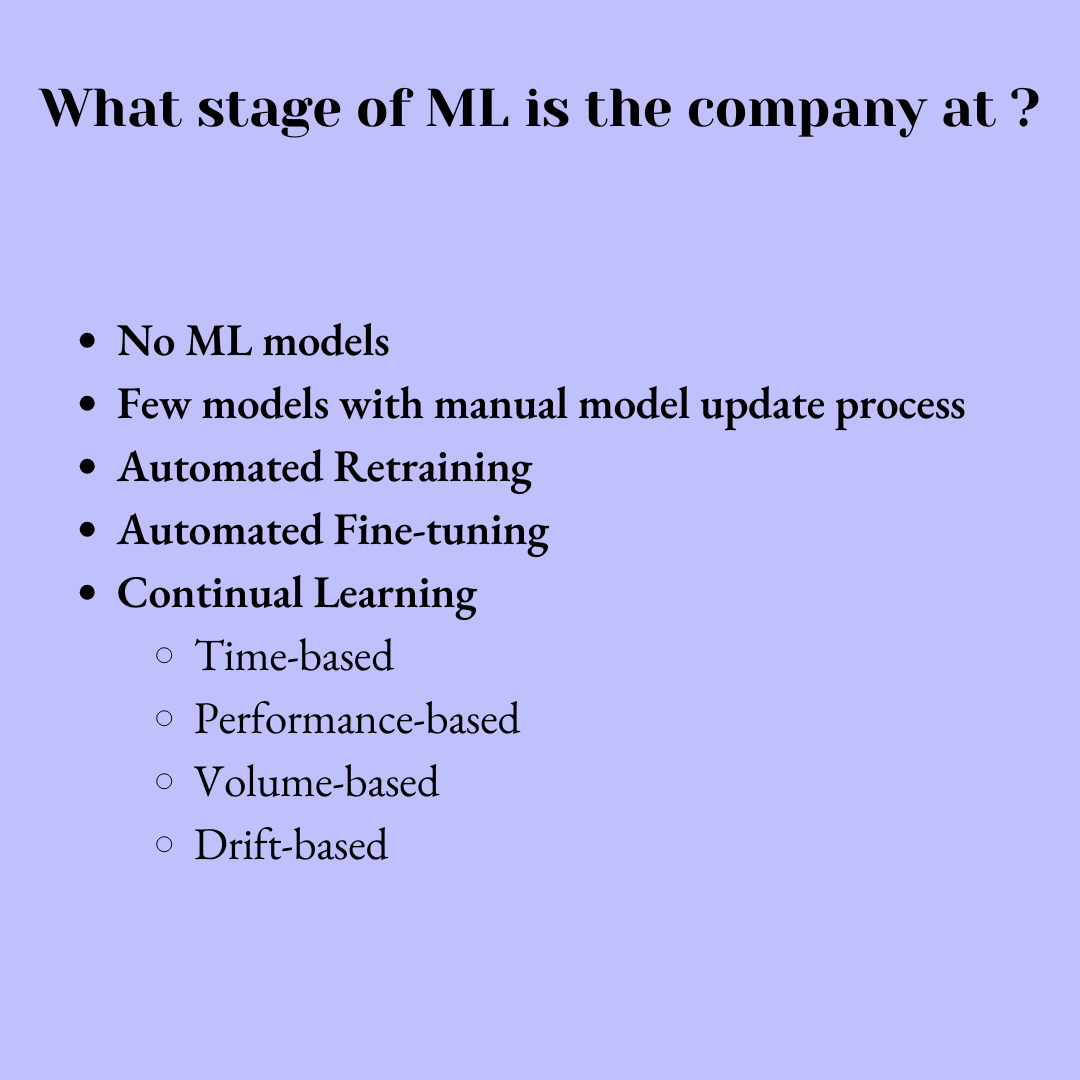 What stage of ML is the company at ?
• No ML models
• Few models with manual model update process
• Automated Retraining
• Automated Fine-tuning
• Continual Learning
○ Time-based
○ Performance-based
○ Volume-based
○ Drift-based